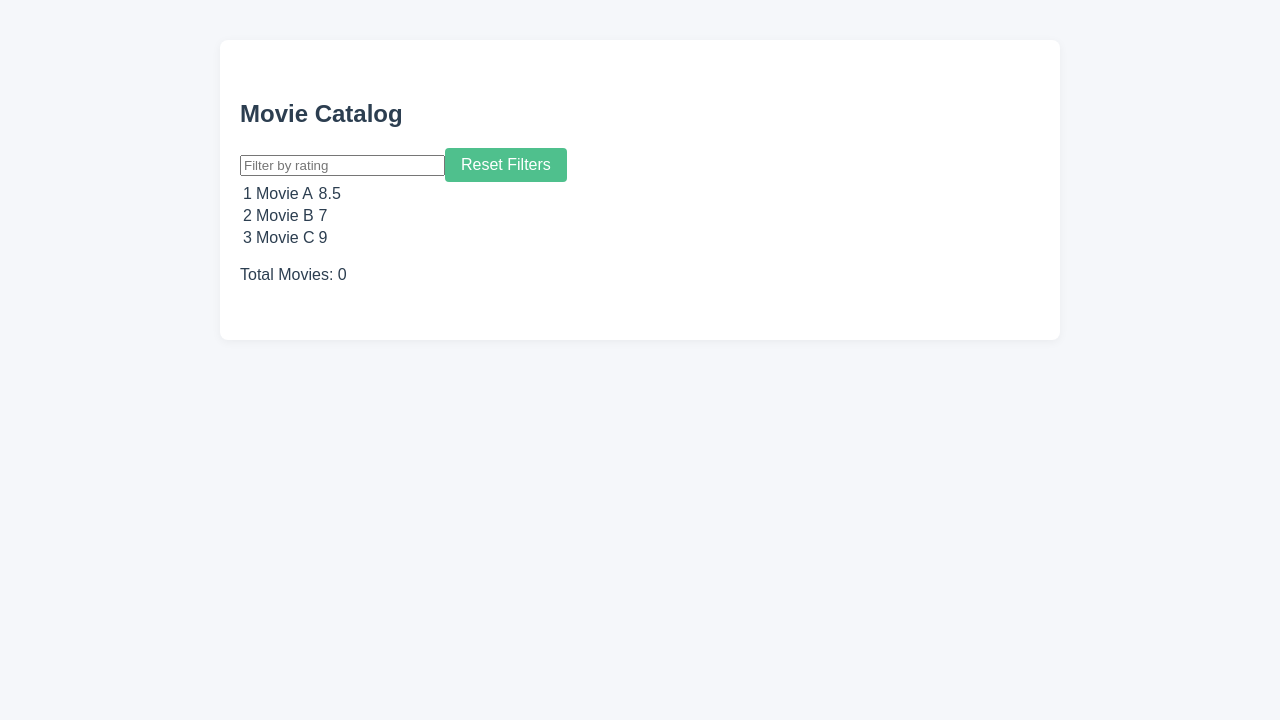 Movie Catalog
Filter by rating Reset Filters
1 Movie A 8.5
2 Movie B 7
3 Movie C 9
Total Movies: 0